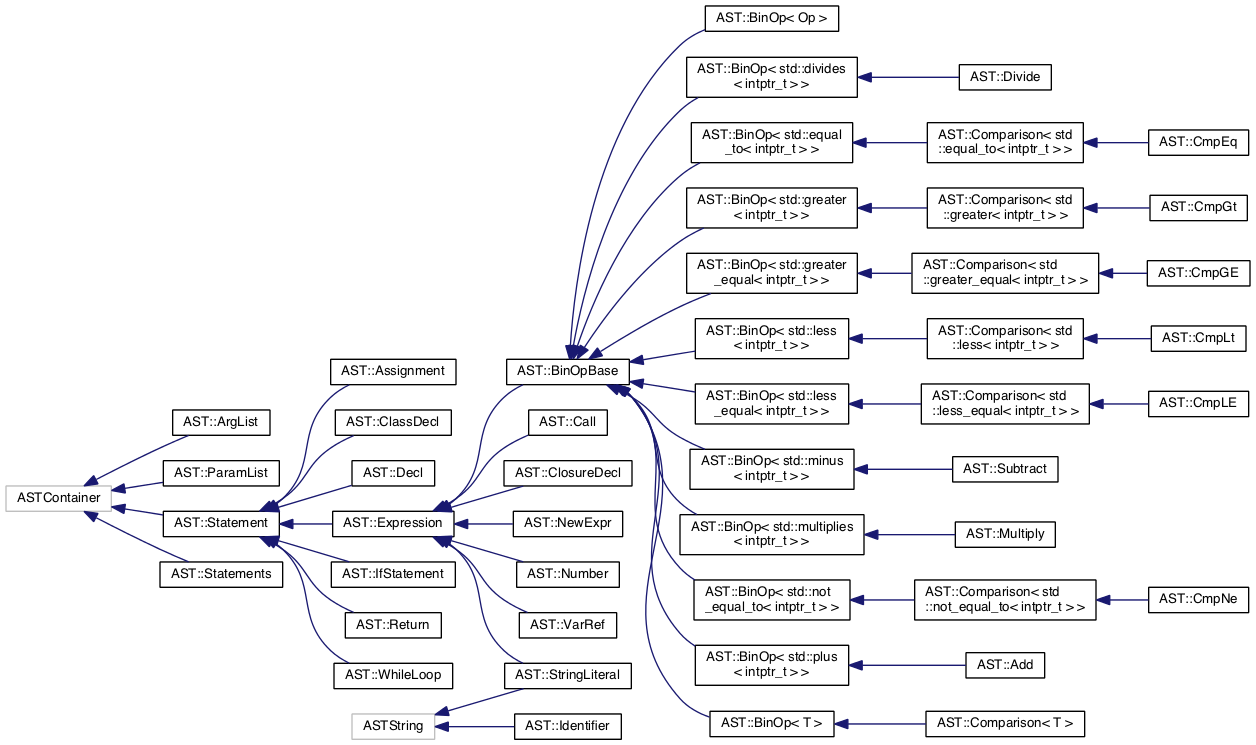 ASTContainer
AST::ArgList
AST::ParamList
AST::Statement
AST::Statements
AST::Assignment
AST::ClassDecl
AST::Decl
AST::Expression
AST::IfStatement
AST::Return
AST::WhileLoop
ASTString
AST::BinOpBase
AST::Call
AST::ClosureDecl
AST::NewExpr
AST::Number
AST::VarRef
AST::StringLiteral
AST::Identifier
AST::BinOp< Op >
AST::BinOp< std::divides
< intptr_t > >
AST::Divide
AST::BinOp< std::equal
_to< intptr_t > >
AST::Comparison< std
::equal_to< intptr_t > >
AST::CmpEq
AST::BinOp< std::greater
< intptr_t > >
AST::Comparison< std
::greater< intptr_t > >
AST::CmpGt
AST::BinOp< std::greater
_equal< intptr_t > >
AST::Comparison< std
::greater_equal< intptr_t > >
AST::CmpGE
AST::BinOp< std::less
< intptr_t > >
AST::Comparison< std
::less< intptr_t > >
AST::CmpLt
AST::BinOp< std::less
_equal< intptr_t > >
AST::Comparison< std
::less_equal< intptr_t > >
AST::CmpLE
AST::BinOp< std::minus
< intptr_t > >
AST::Subtract
AST::BinOp< std::multiplies
< intptr_t > >
AST::Multiply
AST::BinOp< std::not
_equal_to< intptr_t > >
AST::Comparison< std
::not_equal_to< intptr_t > >
AST::CmpNe
AST::BinOp< std::plus
< intptr_t > >
AST::Add
AST::BinOp< T >
AST::Comparison< T >